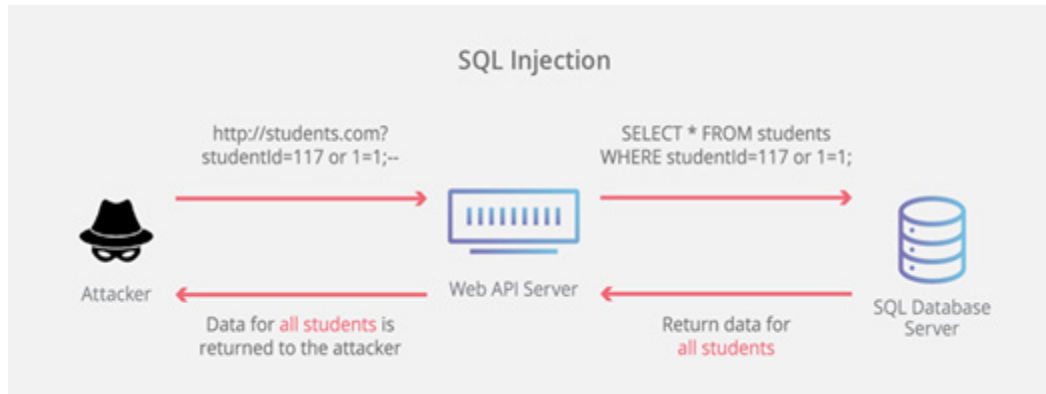 SQL Injection
http://students.com?
studentId=117 or 1=1;--
SELECT * FROM students
WHERE studentId=117 or 1=1;
Attacker
Web API Server
SQL Database
Server
Data for all students is
returned to the attacker
Return data for
all students